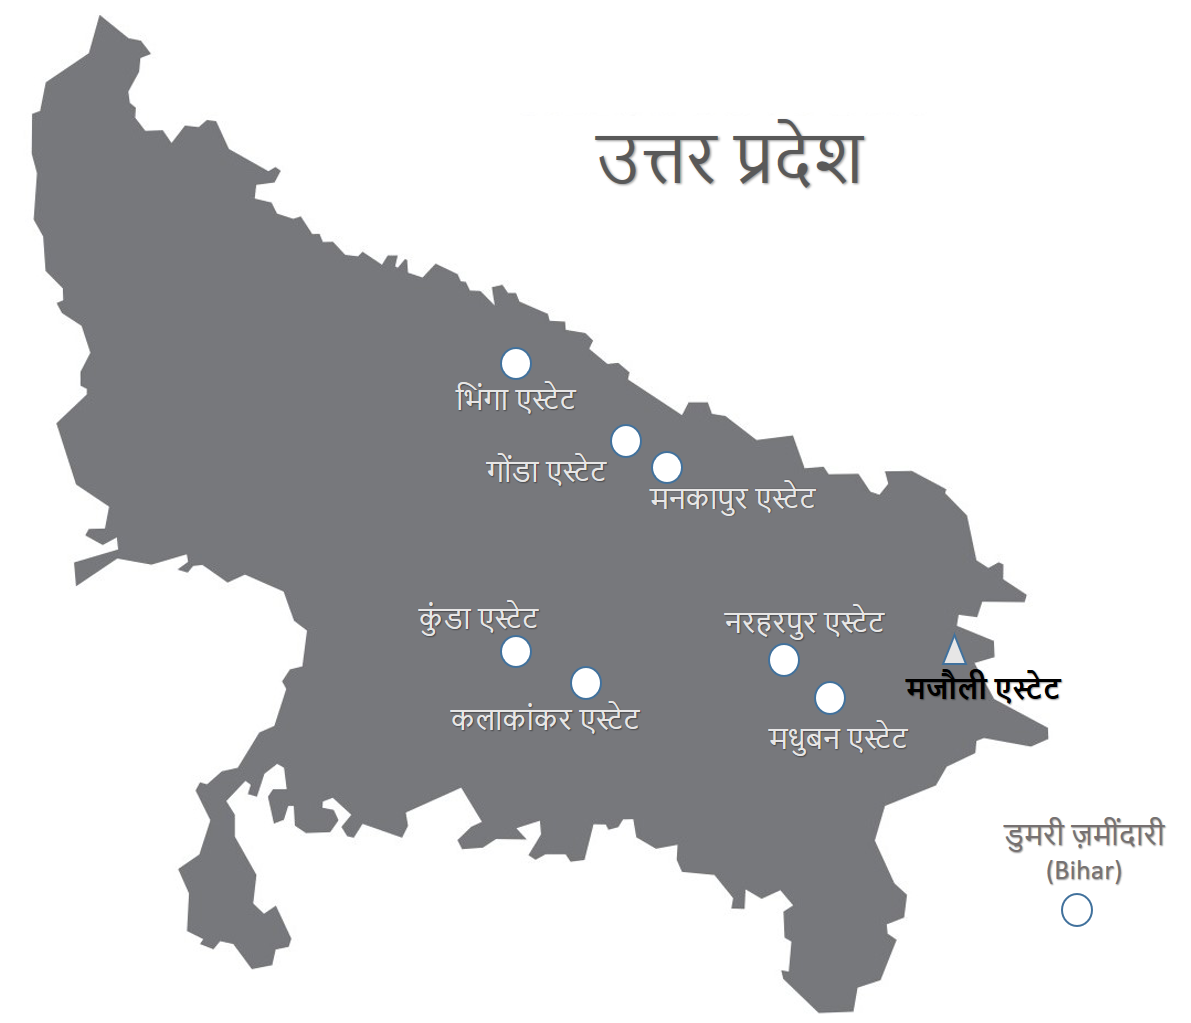 उत्तर प्रदेश
भिंगा एस्टेट
गोंडा एस्टेट
मनकापुर एस्टेट
कुंडा एस्टेट
नरहरपुर एस्टेट
मजौली एस्टेट
कलाकांकर एस्टेट
मधुबन एस्टेट
डुमरी ज़मींदारी
(Bihar)